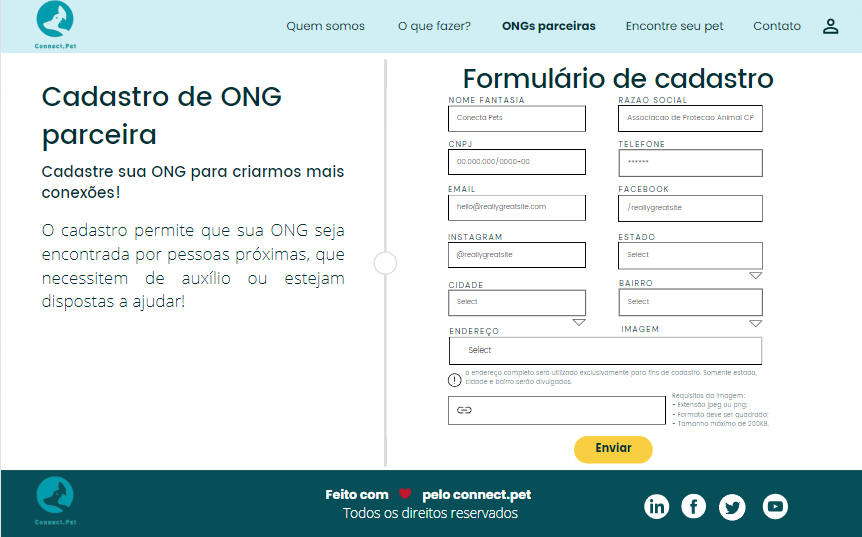 Connect.Pet
Quem somos
O que fazer?
ONGs parceiras
Encontre seu pet
Contato
Cadastro de ONG
parceira
Cadastre sua ONG para criarmos mais
conexões!
O cadastro permite que sua ONG seja
encontrada por pessoas próximas, que
necessitem de auxílio ou estejam
dispostas a ajudar!
Formulário de cadastro
NOME FANTASIA
Conecta Pets
RAZAO SOCIAL
Associacao de Protecao Animal CP
CNPJ
00.000.000/0000-00
TELEFONE
******
EMAIL
hello@reallygreatsite.com
FACEBOOK
/reallygreatsite
INSTAGRAM
@reallygreatsite
ESTADO
Select
CIDADE
Select
BAIRRO
Select
ENDEREÇO
IMAGEM
Select
o endereço completo será utilizado exclusivamente para fins de cadastro. Somente estado,
cidade e bairro serão divulgados.
Requisitos da imagem:
- Extensão jpeg ou png;
- Formato deve ser quadrado;
- Tamanho máximo de 200KB.
Enviar
Connect.Pet
Feito com pelo connect.pet
Todos os direitos reservados